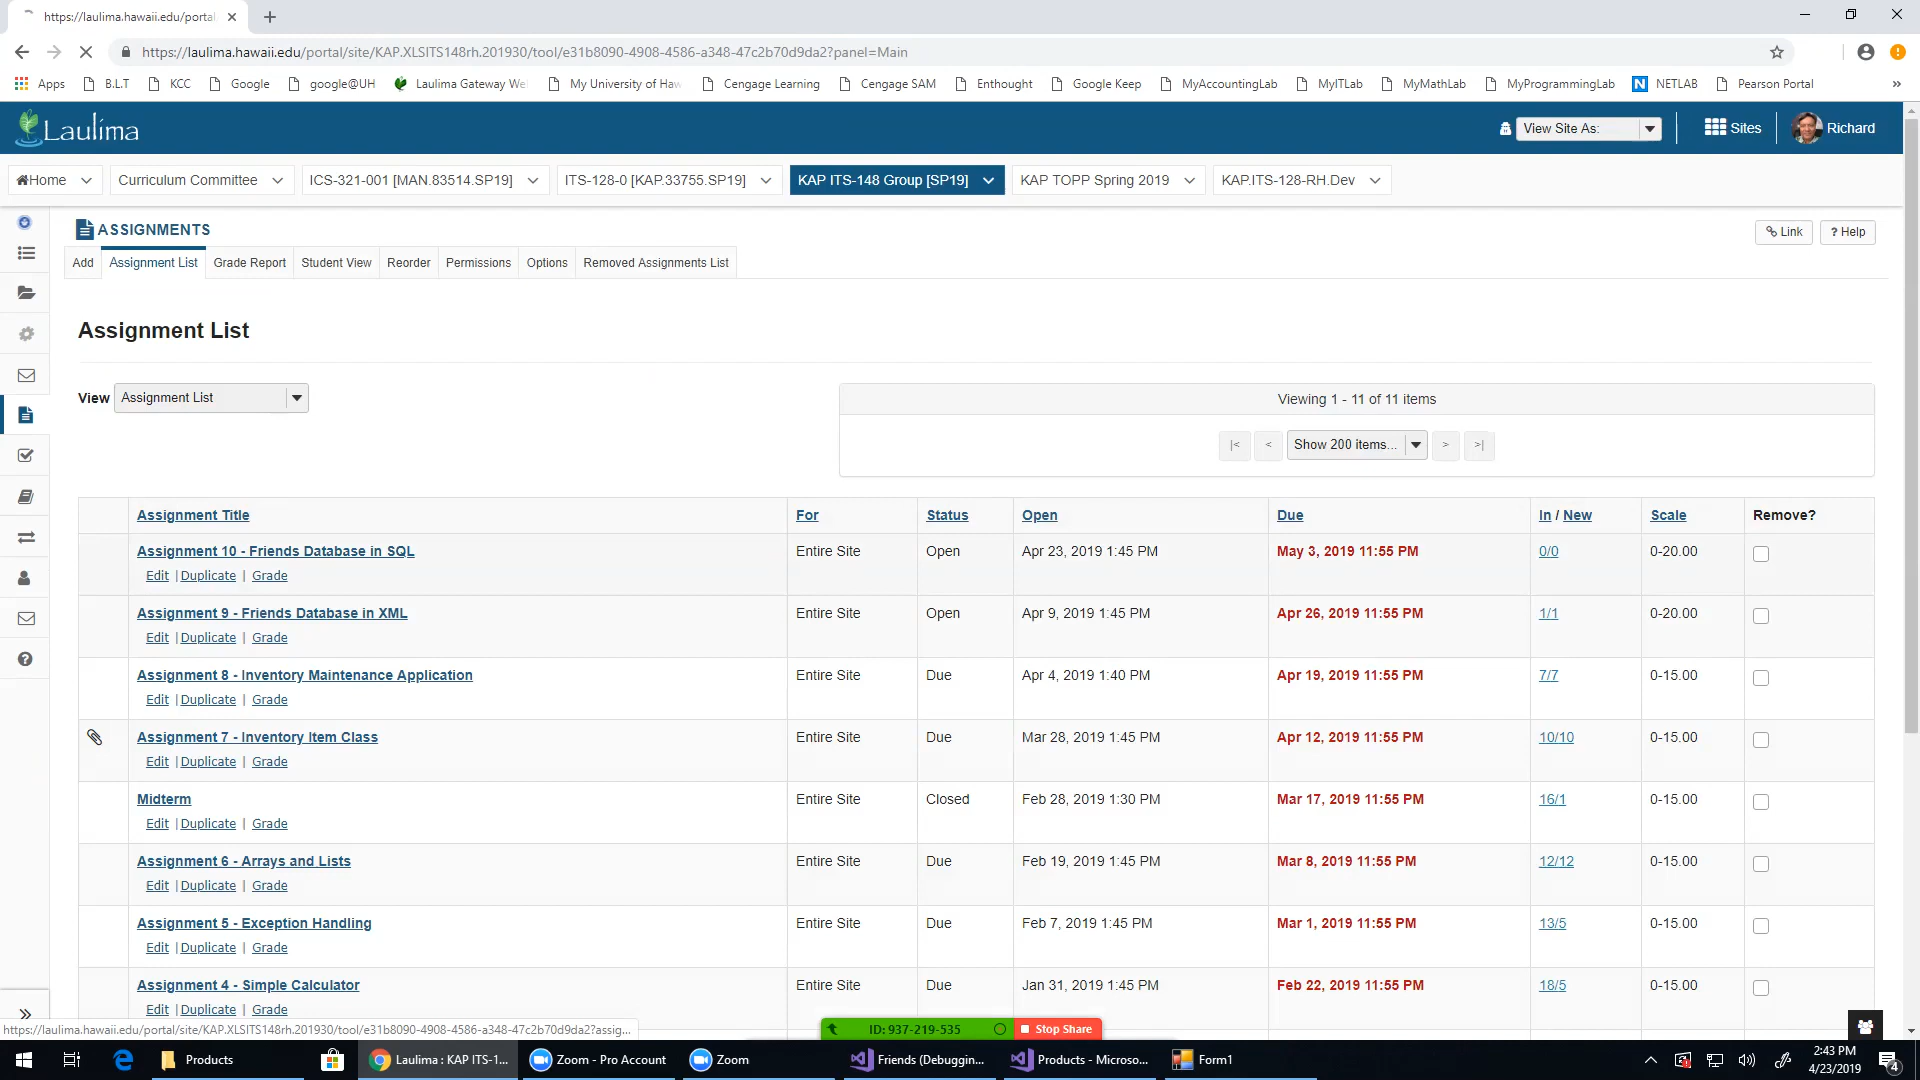 https://laulima.hawaii.edu/porta
https://laulima.hawaii.edu/portal/site/KAP.XLSITS148rh.201930/tool/e31b8090-4908-4586-a348-47c2b70d9da2?panel=Main
Apps B.L.T KCC Google google@UH Laulima Gateway We My University of Haw Cengage Learning Cengage SAM Enthought Google Keep MyAccountingLab MyITLab MyMathLab MyProgrammingLab N NETLAB Pearson Portal »
Laulima View Site As: Sites Richard
Home Curriculum Committee ICS-321-001 [MAN.83514.SP19] ITS-128-0 [KAP.33755.SP19] KAP ITS-148 Group [SP19] KAP TOPP Spring 2019 KAP.ITS-128-RH.Dev
ASSIGNMENTS Link ? Help
Add Assignment List Grade Report Student View Reorder Permissions Options Removed Assignments List
Assignment List
View Assignment List
Viewing 1 - 11 of 11 items
|< < Show 200 items... > >|
Assignment Title For Status Open Due In / New Scale Remove?
Assignment 10 - Friends Database in SQL Entire Site Open Apr 23, 2019 1:45 PM May 3, 2019 11:55 PM 0/0 0-20.00
Edit | Duplicate | Grade
Assignment 9 - Friends Database in XML Entire Site Open Apr 9, 2019 1:45 PM Apr 26, 2019 11:55 PM 1/1 0-20.00
Edit | Duplicate | Grade
Assignment 8 - Inventory Maintenance Application Entire Site Due Apr 4, 2019 1:40 PM Apr 19, 2019 11:55 PM 7/7 0-15.00
Edit | Duplicate | Grade
Assignment 7 - Inventory Item Class Entire Site Due Mar 28, 2019 1:45 PM Apr 12, 2019 11:55 PM 10/10 0-15.00
Edit | Duplicate | Grade
Midterm Entire Site Closed Feb 28, 2019 1:30 PM Mar 17, 2019 11:55 PM 16/1 0-15.00
Edit | Duplicate | Grade
Assignment 6 - Arrays and Lists Entire Site Due Feb 19, 2019 1:45 PM Mar 8, 2019 11:55 PM 12/12 0-15.00
Edit | Duplicate | Grade
Assignment 5 - Exception Handling Entire Site Due Feb 7, 2019 1:45 PM Mar 1, 2019 11:55 PM 13/5 0-15.00
Edit | Duplicate | Grade
Assignment 4 - Simple Calculator Entire Site Due Jan 31, 2019 1:45 PM Feb 22, 2019 11:55 PM 18/5 0-15.00
Edit | Duplicate | Grade
https://laulima.hawaii.edu/portal/site/KAP.XLSITS148rh.201930/tool/e31b8090-4908-4586-a348-47c2b70d9da2?assig...
ID: 937-219-535 Stop Share
Products Laulima : KAP ITS-1... Zoom - Pro Account Zoom Friends (Debuggin... Products - Microso... Form1
2:43 PM
4/23/2019
4